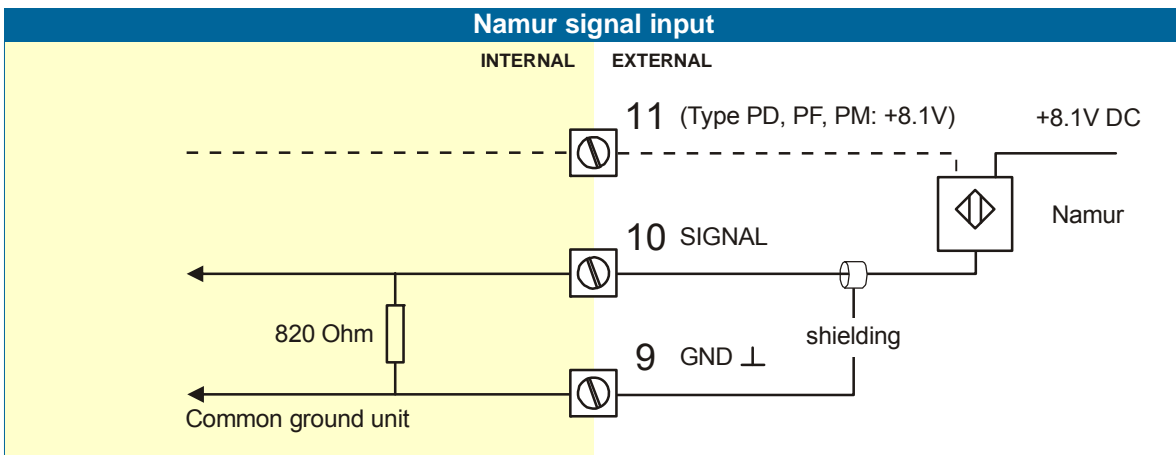 Namur signal input
INTERNAL EXTERNAL
11 (Type PD, PF, PM: +8.1V) +8.1V DC
Namur
10 SIGNAL
820 Ohm
shielding
9 GND ⊥
Common ground unit